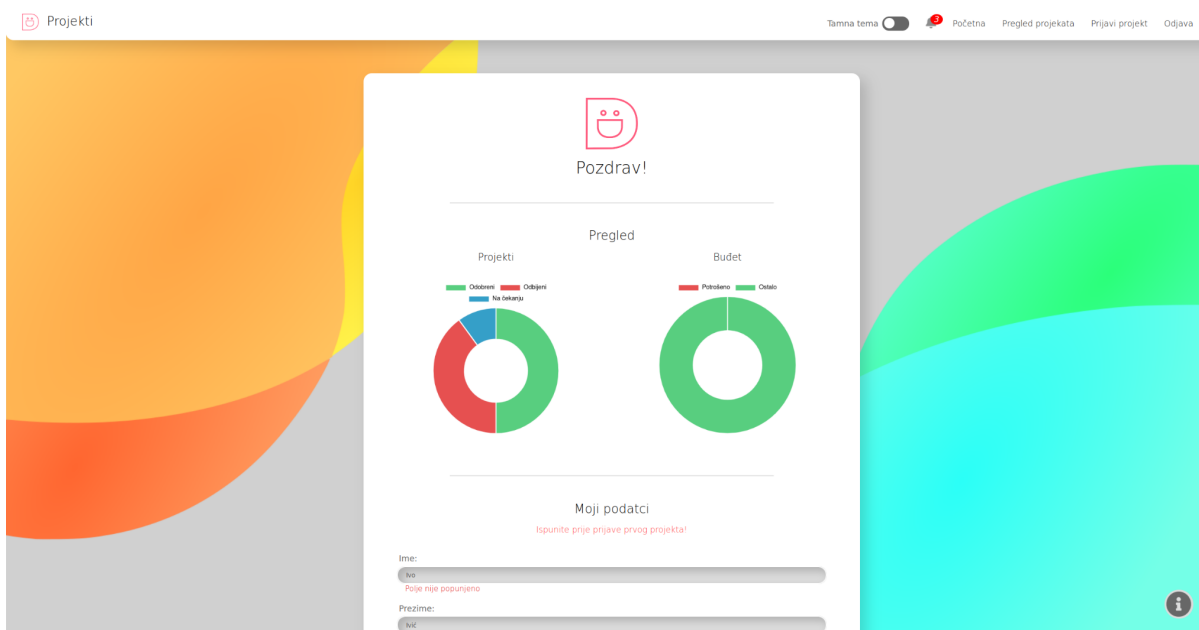 Projekti
Tamna tema
3
Početna
Pregled projekata
Prijavi projekt
Odjava
Pozdrav!
Pregled
Projekti
Odobreni Odbijeni
Na čekanju
Budžet
Potrošeno Ostalo
Moji podatci
Ispunite prije prijave prvog projekta!
Ime:
Ivo
Polje nije popunjeno
Prezime:
Ivić